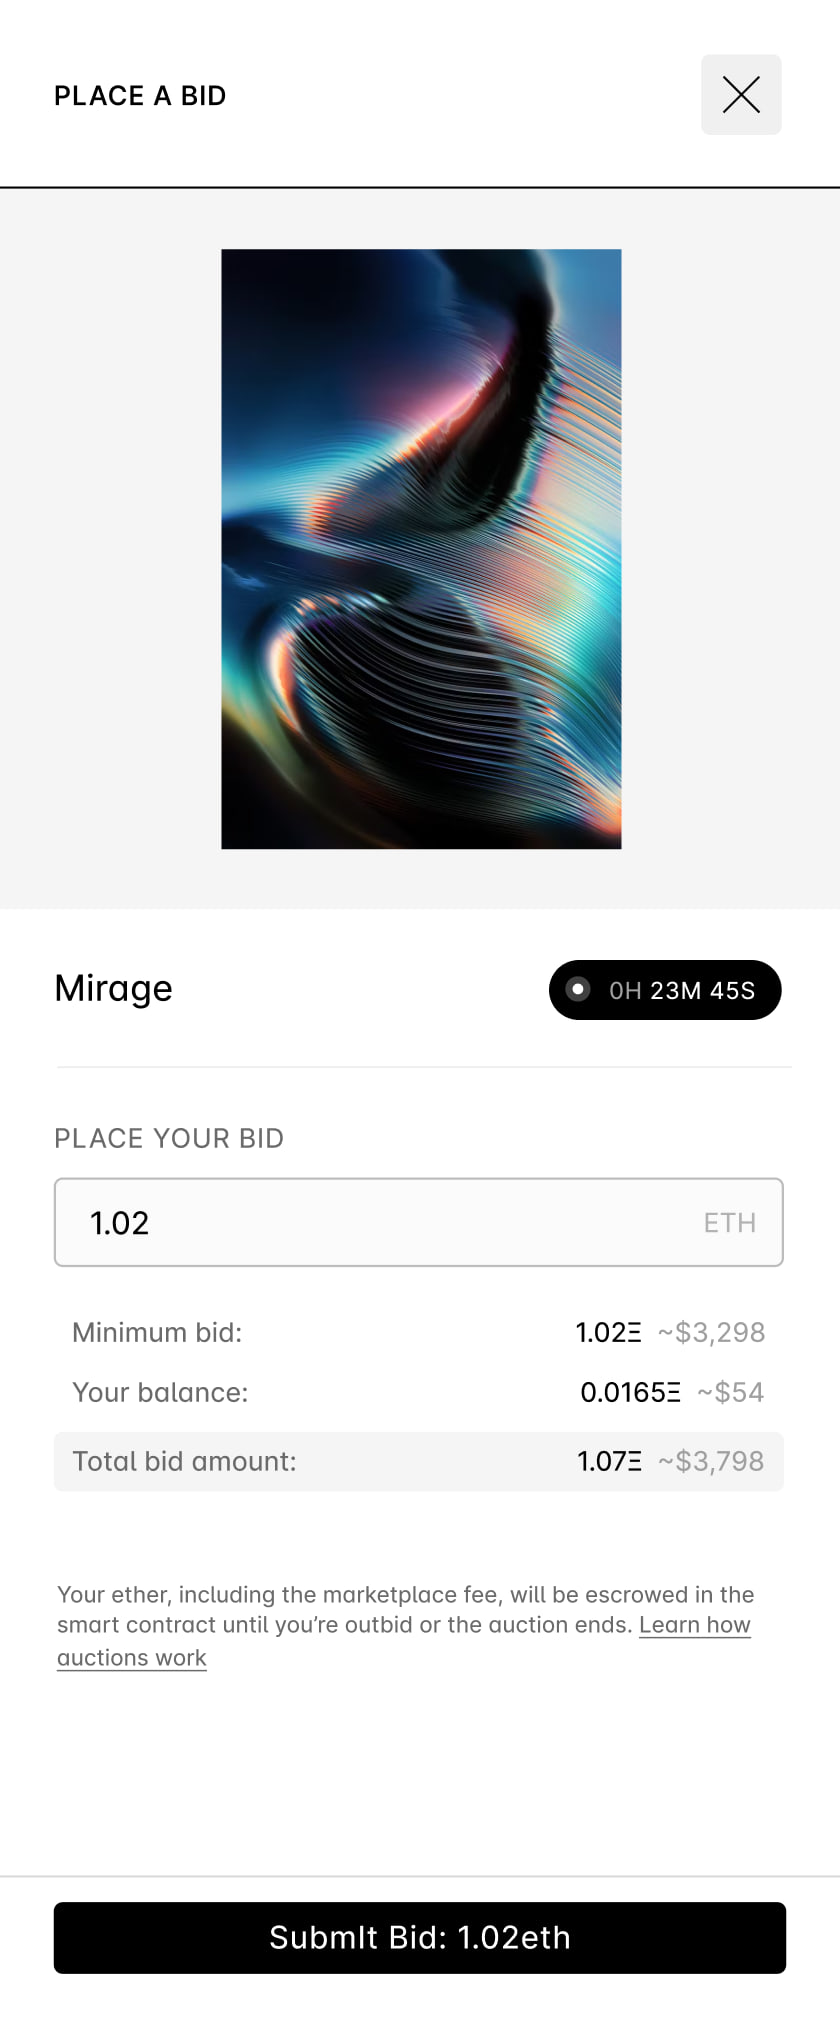 PLACE A BID
Mirage
0H 23M 45S
PLACE YOUR BID
1.02 ETH
Minimum bid: 1.02Ξ ~$3,298
Your balance: 0.0165Ξ ~$54
Total bid amount: 1.07Ξ ~$3,798
Your ether, including the marketplace fee, will be escrowed in the
smart contract until you’re outbid or the auction ends. Learn how
auctions work
SubmIt Bid: 1.02eth